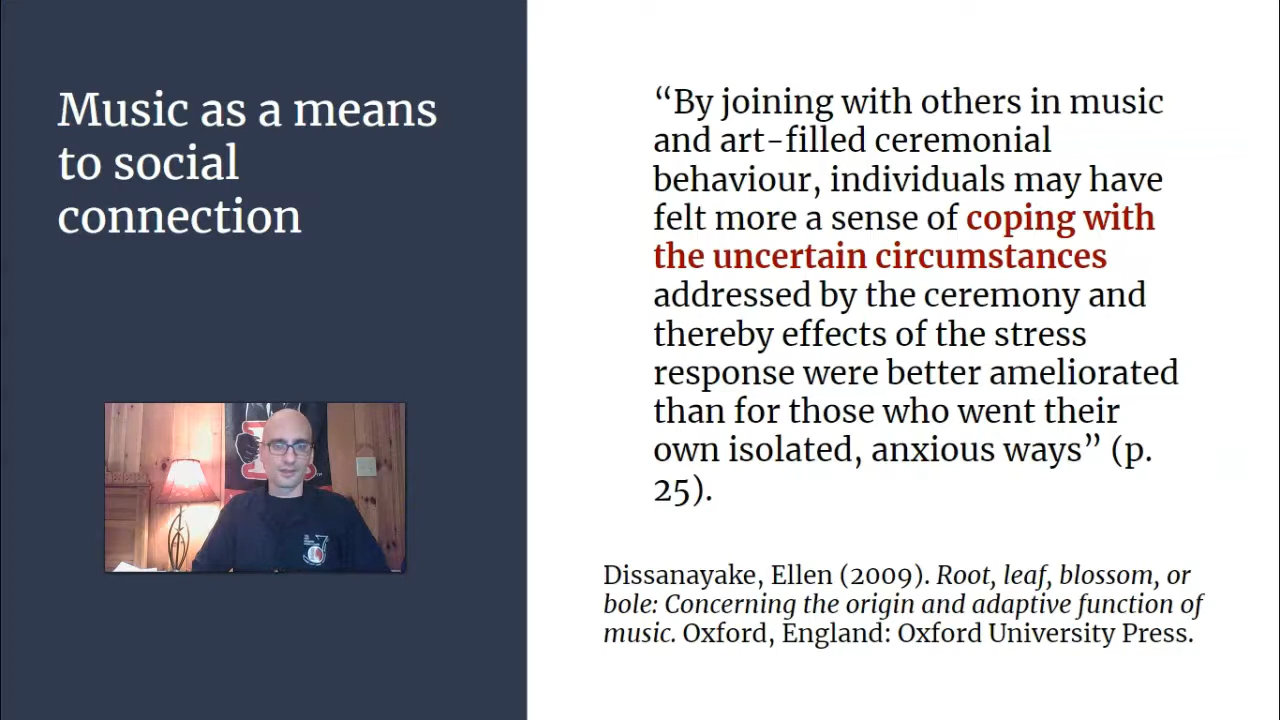 Music as a means
to social
connection
“By joining with others in music
and art-filled ceremonial
behaviour, individuals may have
felt more a sense of coping with
the uncertain circumstances
addressed by the ceremony and
thereby effects of the stress
response were better ameliorated
than for those who went their
own isolated, anxious ways” (p.
25).
Dissanayake, Ellen (2009). Root, leaf, blossom, or
bole: Concerning the origin and adaptive function of
music. Oxford, England: Oxford University Press.